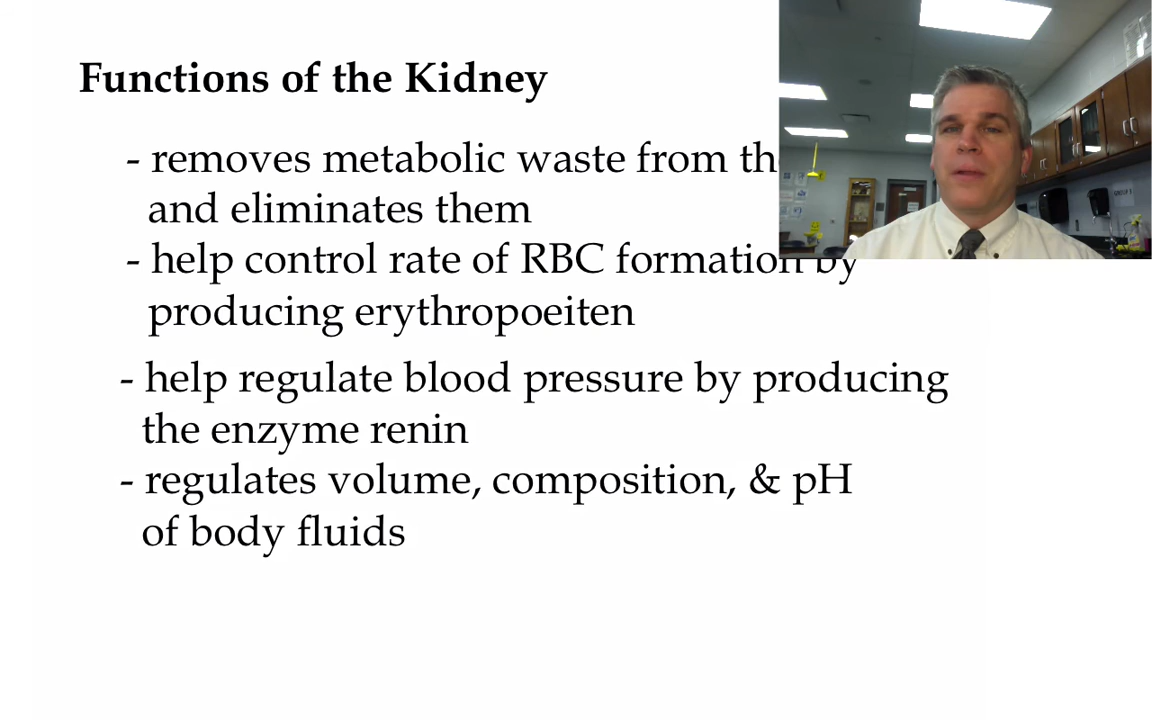 Functions of the Kidney
- removes metabolic waste from
and eliminates them
- help control rate of RBC formation by
producing erythropoeiten
- help regulate blood pressure by producing
the enzyme renin
- regulates volume, composition, & pH
of body fluids